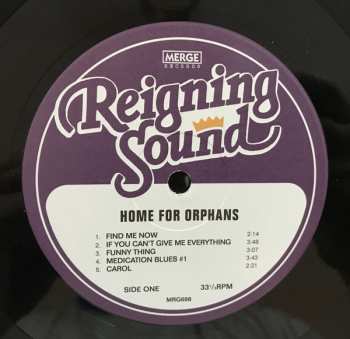 MERGE
RECORDS
Reigning
Sound
HOME FOR ORPHANS
1. FIND ME NOW 2:14
2. IF YOU CAN'T GIVE ME EVERYTHING 3:48
3. FUNNY THING 3:07
4. MEDICATION BLUES #1 3:43
5. CAROL 2:21
SIDE ONE 33⅓RPM
MRG698